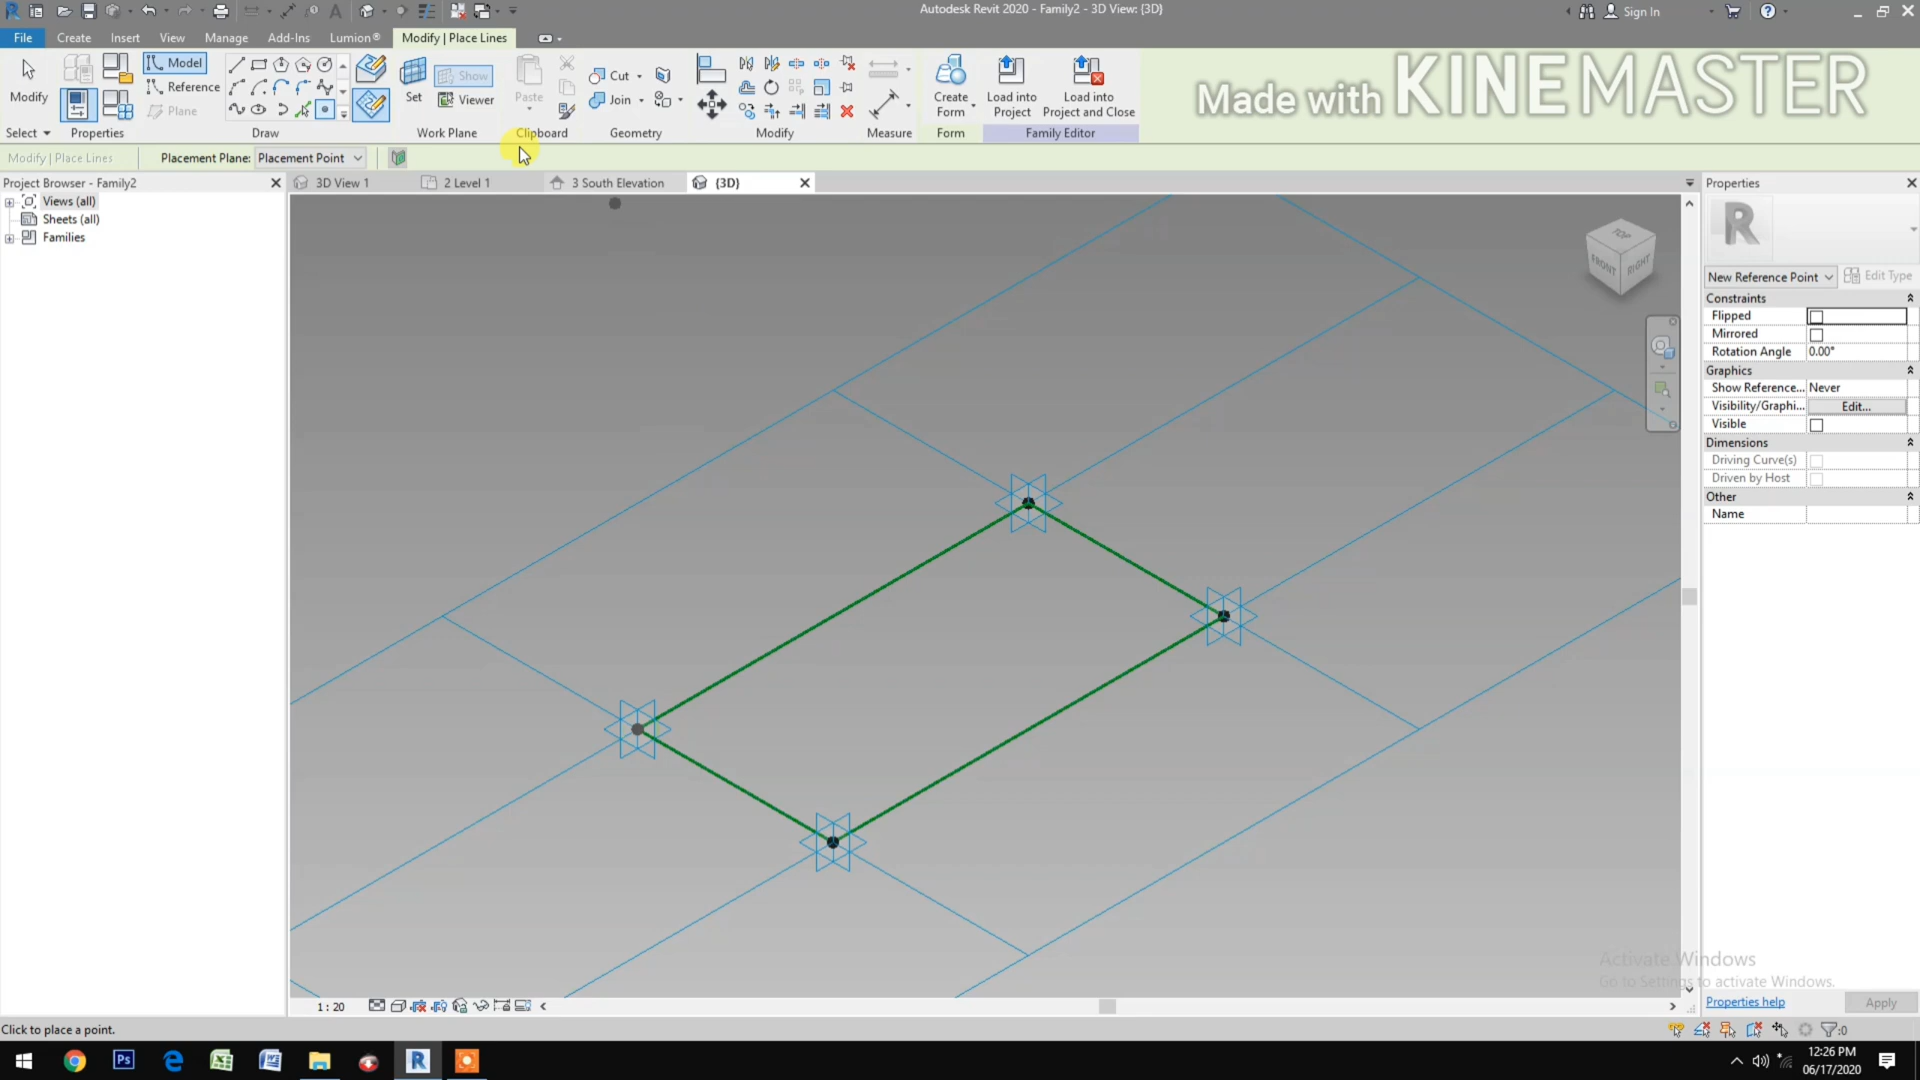 Autodesk Revit 2020 - Family2 - 3D View: {3D}
Sign In
File Create Insert View Manage Add-Ins Lumion® Modify | Place Lines
Modify
Model
Reference
Plane
Set
Show
Viewer
Paste
Cut
Join
Create
Form
Load into
Project
Load into
Project and Close
Select Properties Draw Work Plane Clipboard Geometry Modify Measure Form Family Editor
Made with KINEMASTER
Modify | Place Lines Placement Plane: Placement Point
Project Browser - Family2
3D View 1 2 Level 1 3 South Elevation {3D}
Properties
Views (all)
Sheets (all)
Families
TOP
FRONT
RIGHT
R
New Reference Point Edit Type
Constraints
Flipped
Mirrored
Rotation Angle 0.00°
Graphics
Show Reference... Never
Visibility/Graphi... Edit...
Visible
Dimensions
Driving Curve(s)
Driven by Host
Other
Name
Activate Windows
Go to Settings to activate Windows.
1 : 20
Properties help Apply
Click to place a point.
:0
12:26 PM
06/17/2020